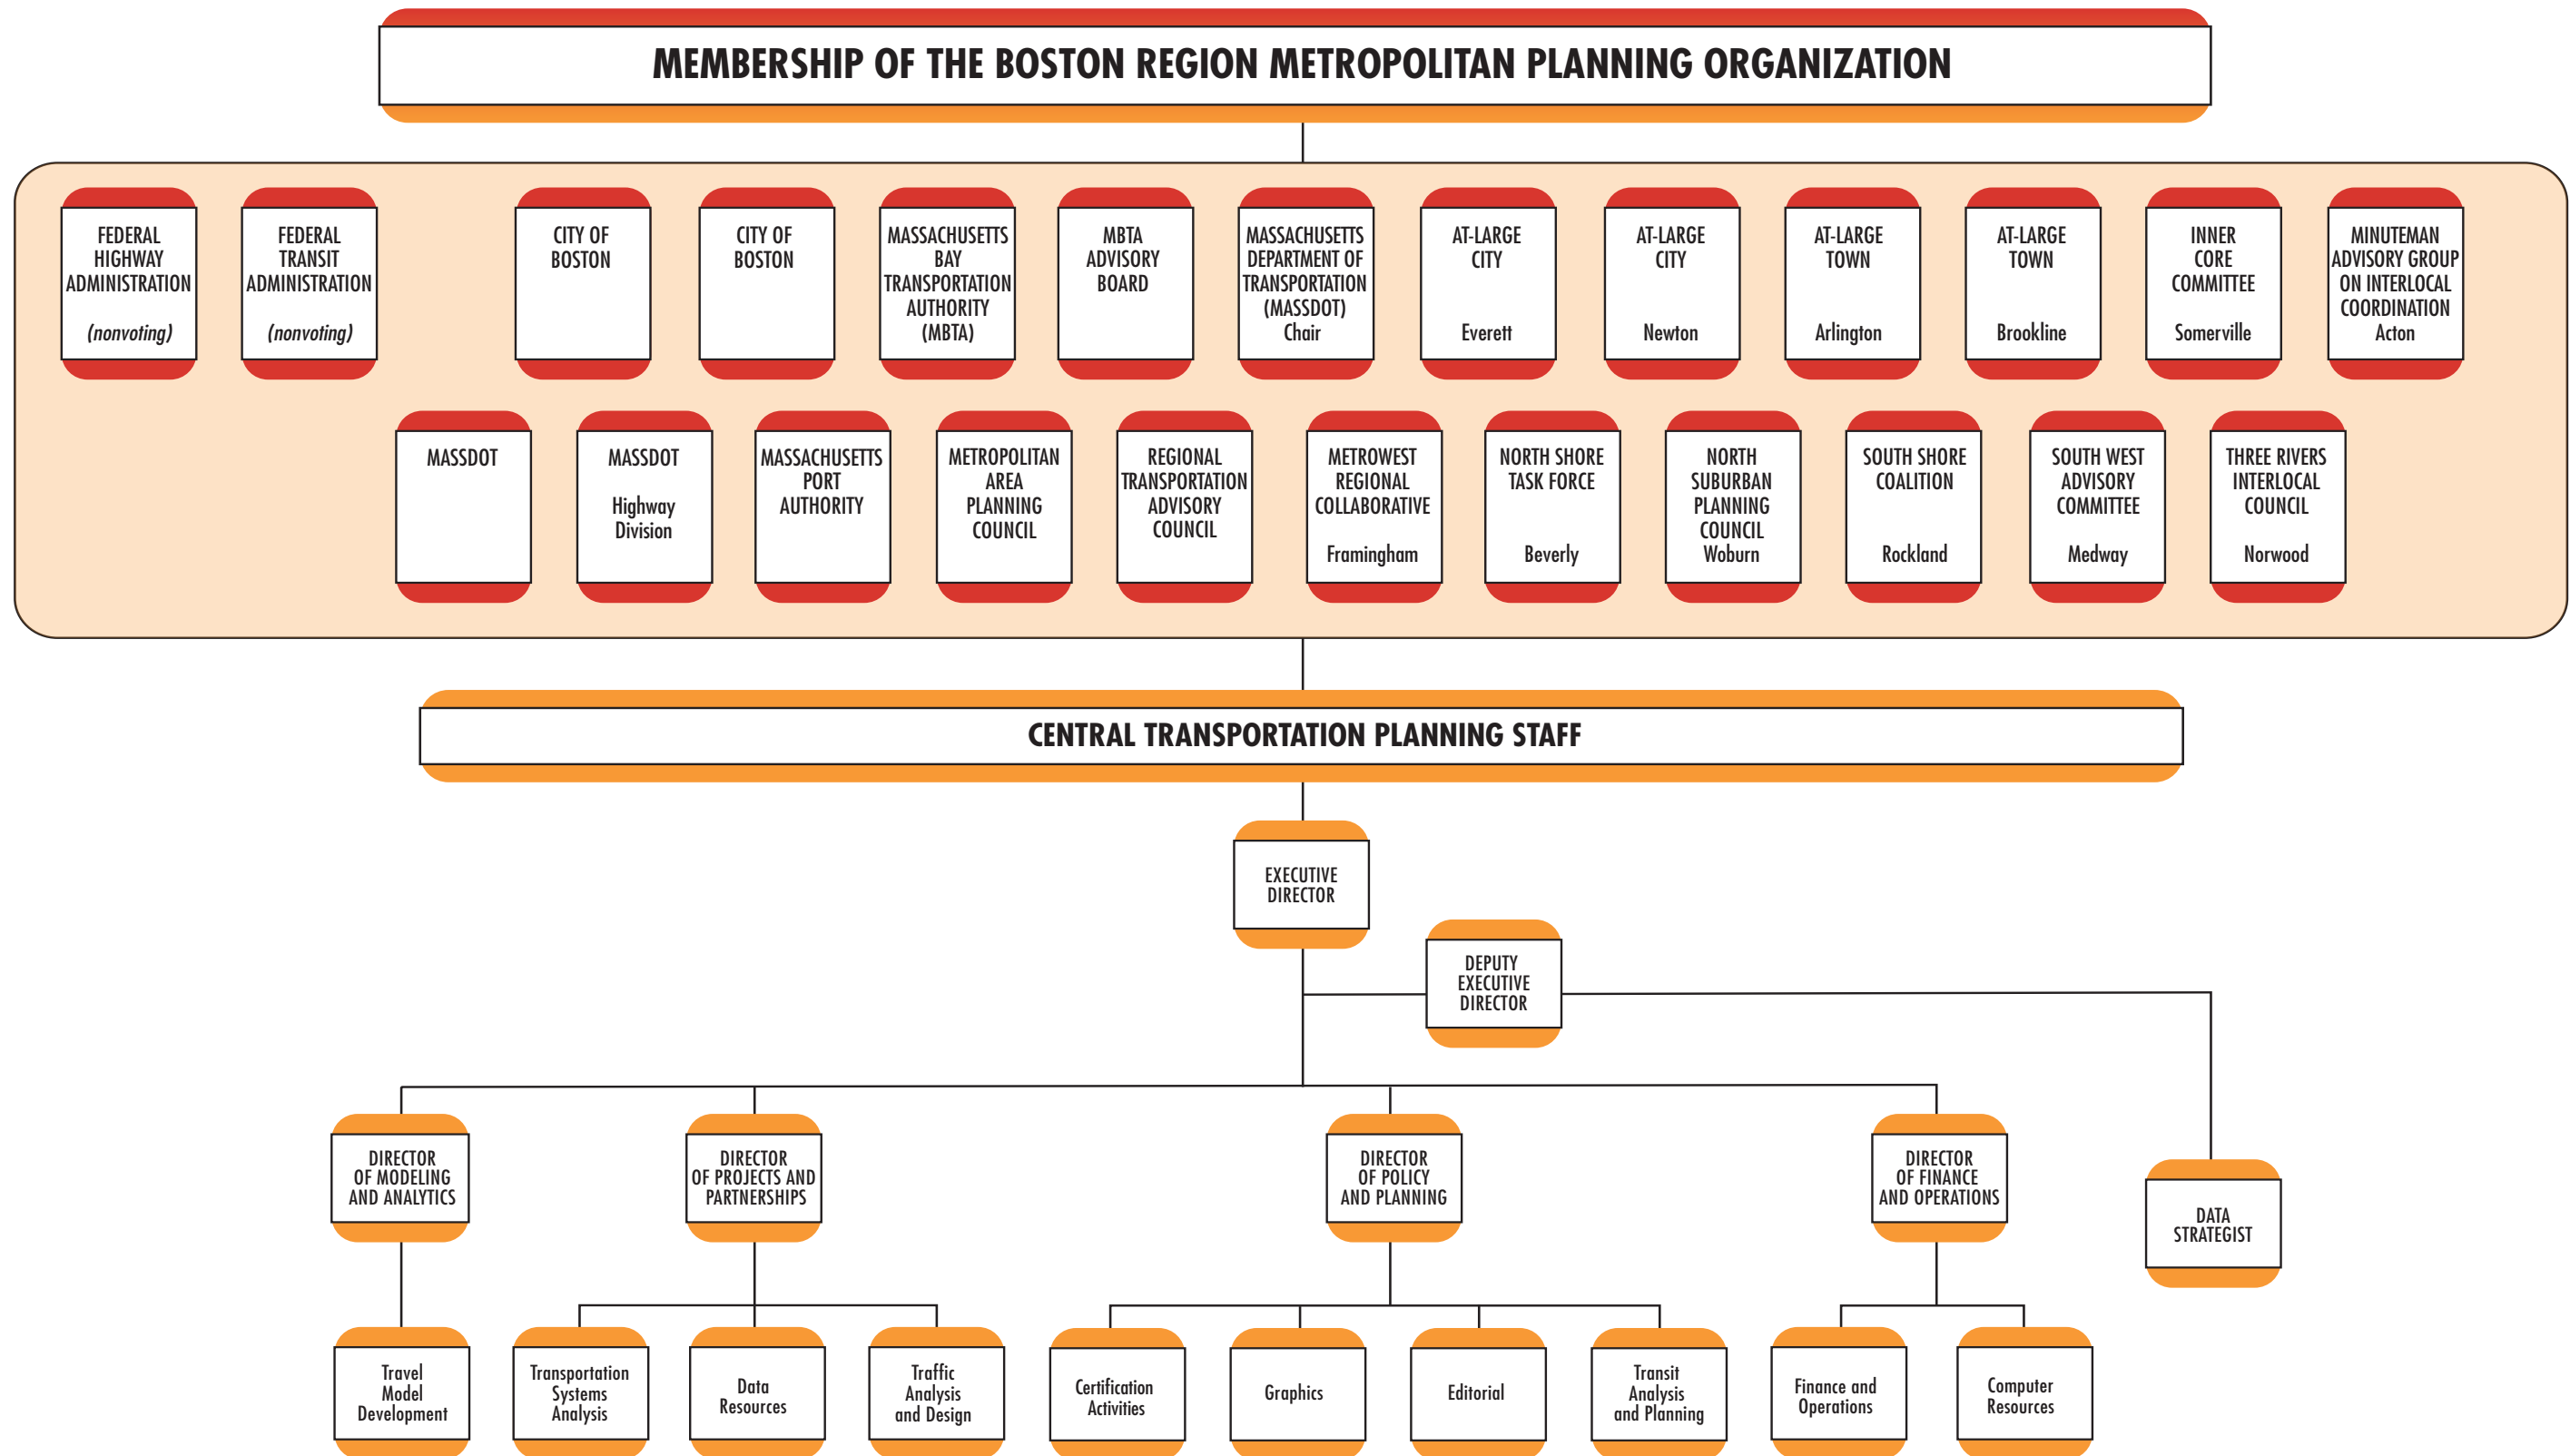 MEMBERSHIP OF THE BOSTON REGION METROPOLITAN PLANNING ORGANIZATION
FEDERAL
HIGHWAY
ADMINISTRATION
(nonvoting)
FEDERAL
TRANSIT
ADMINISTRATION
(nonvoting)
CITY OF
BOSTON
CITY OF
BOSTON
MASSACHUSETTS
BAY
TRANSPORTATION
AUTHORITY
(MBTA)
MBTA
ADVISORY
BOARD
MASSACHUSETTS
DEPARTMENT OF
TRANSPORTATION
(MASSDOT)
Chair
AT-LARGE
CITY
Everett
AT-LARGE
CITY
Newton
AT-LARGE
TOWN
Arlington
AT-LARGE
TOWN
Brookline
INNER
CORE
COMMITTEE
Somerville
MINUTEMAN
ADVISORY GROUP
ON INTERLOCAL
COORDINATION
Acton
MASSDOT
MASSDOT
Highway
Division
MASSACHUSETTS
PORT
AUTHORITY
METROPOLITAN
AREA
PLANNING
COUNCIL
REGIONAL
TRANSPORTATION
ADVISORY
COUNCIL
METROWEST
REGIONAL
COLLABORATIVE
Framingham
NORTH SHORE
TASK FORCE
Beverly
NORTH
SUBURBAN
PLANNING
COUNCIL
Woburn
SOUTH SHORE
COALITION
Rockland
SOUTH WEST
ADVISORY
COMMITTEE
Medway
THREE RIVERS
INTERLOCAL
COUNCIL
Norwood
CENTRAL TRANSPORTATION PLANNING STAFF
EXECUTIVE
DIRECTOR
DEPUTY
EXECUTIVE
DIRECTOR
DIRECTOR
OF MODELING
AND ANALYTICS
DIRECTOR
OF PROJECTS AND
PARTNERSHIPS
DIRECTOR
OF POLICY
AND PLANNING
DIRECTOR
OF FINANCE
AND OPERATIONS
DATA
STRATEGIST
Travel
Model
Development
Transportation
Systems
Analysis
Data
Resources
Traffic
Analysis
and Design
Certification
Activities
Graphics
Editorial
Transit
Analysis
and Planning
Finance and
Operations
Computer
Resources